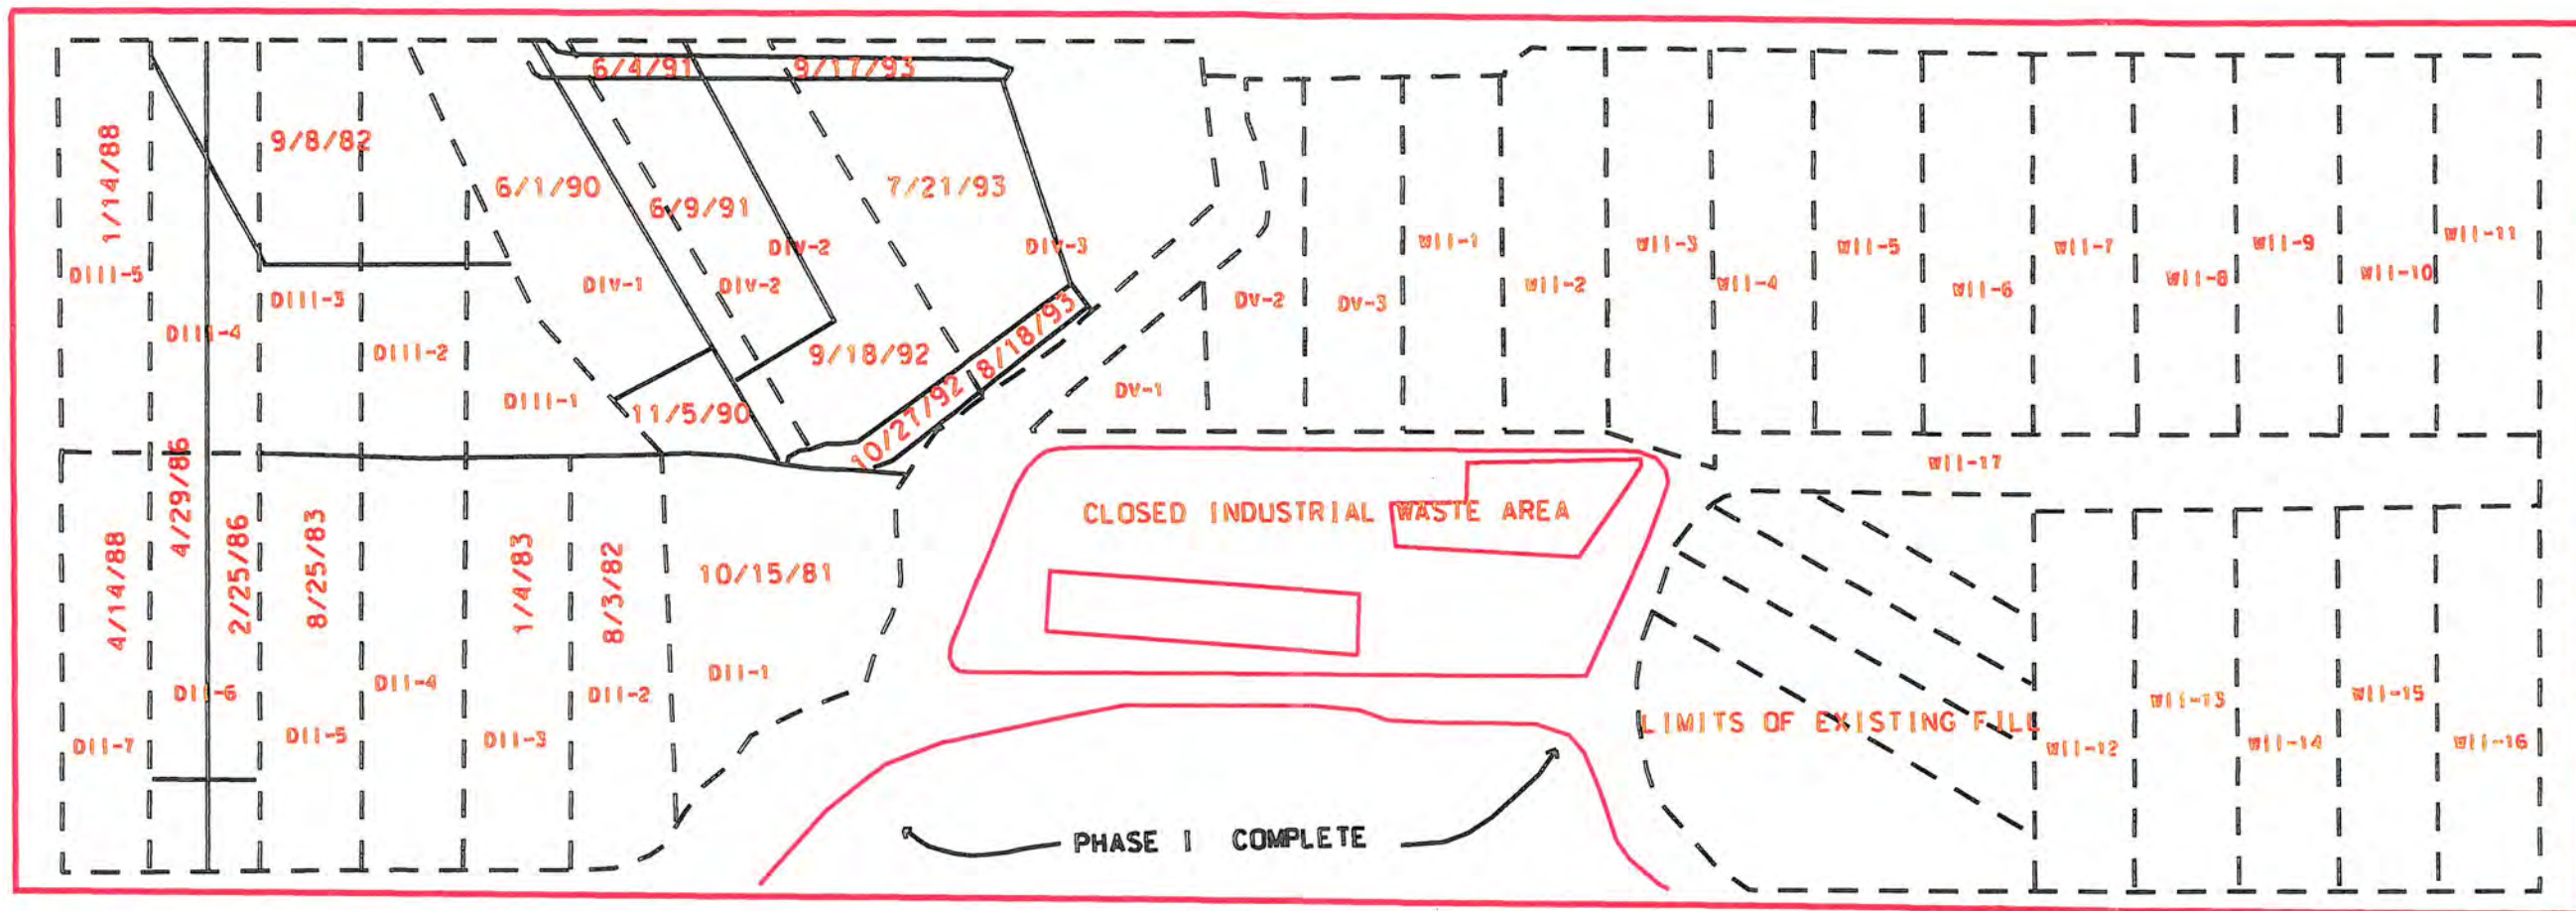 6/4/91
9/17/93
1/14/88
9/8/82
6/1/90
6/9/91
7/21/93
DIV-2
DIV-3
WII-1
WII-2
WII-3
WII-4
WII-5
WII-6
WII-7
WII-8
WII-9
WII-10
WII-11
DIII-5
DIII-4
DIII-3
DIII-2
DIII-1
DIV-1
DIV-2
9/18/92
8/18/93
10/27/92
11/5/90
DV-1
DV-2
DV-3
WII-17
4/29/86
4/14/88
2/25/86
8/25/83
1/4/83
8/3/82
10/15/81
CLOSED INDUSTRIAL WASTE AREA
DII-7
DII-6
DII-5
DII-4
DII-3
DII-2
DII-1
LIMITS OF EXISTING FILL
WII-12
WII-13
WII-14
WII-15
WII-16
PHASE I COMPLETE